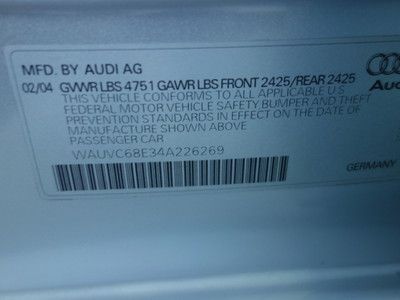 MFD. BY AUDI AG
02/04 GVWR LBS 4751 GAWR LBS FRONT 2425/REAR 2425
THIS VEHICLE CONFORMS TO ALL APPLICABLE U.S.
FEDERAL MOTOR VEHICLE SAFETY, BUMPER AND THEFT
PREVENTION STANDARDS IN EFFECT ON THE DATE OF
MANUFACTURE SHOWN ABOVE.
PASSENGER CAR
WAUVC68E34A226269
Aud
GERMANY